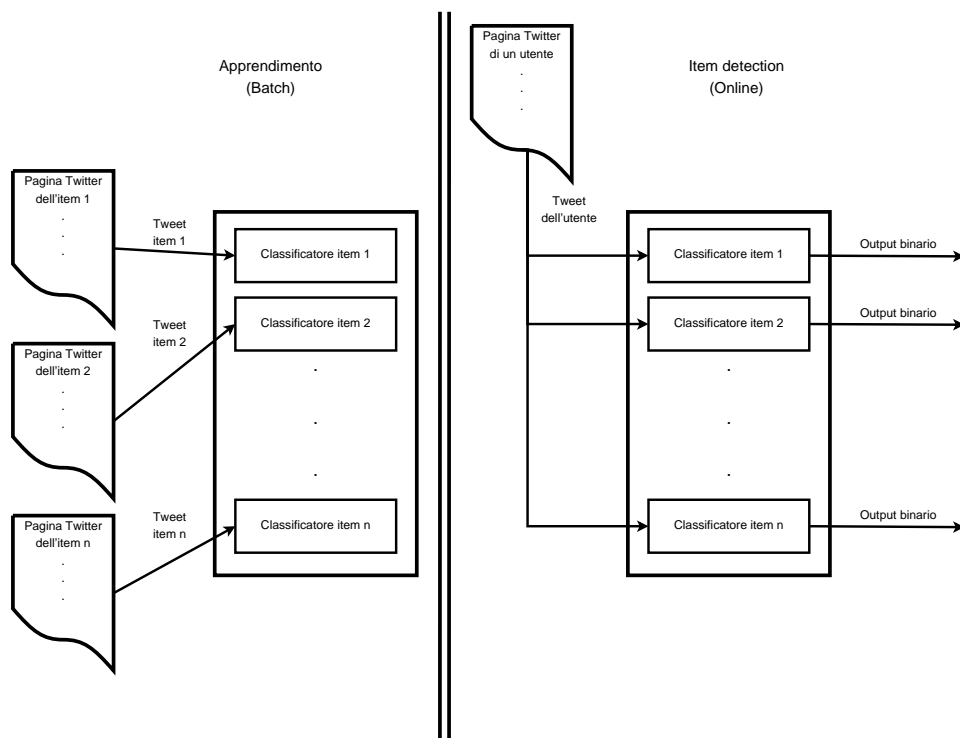 Apprendimento
(Batch)
Pagina Twitter
dell'item 1
.
.
.
Tweet
item 1
Classificatore item 1
Pagina Twitter
dell'item 2
.
.
.
Tweet
item 2
Classificatore item 2
.
.
.
Pagina Twitter
dell'item n
.
.
.
Tweet
item n
Classificatore item n
Pagina Twitter
di un utente
.
.
.
Item detection
(Online)
Tweet
dell'utente
Classificatore item 1
Output binario
Classificatore item 2
Output binario
.
.
.
Classificatore item n
Output binario